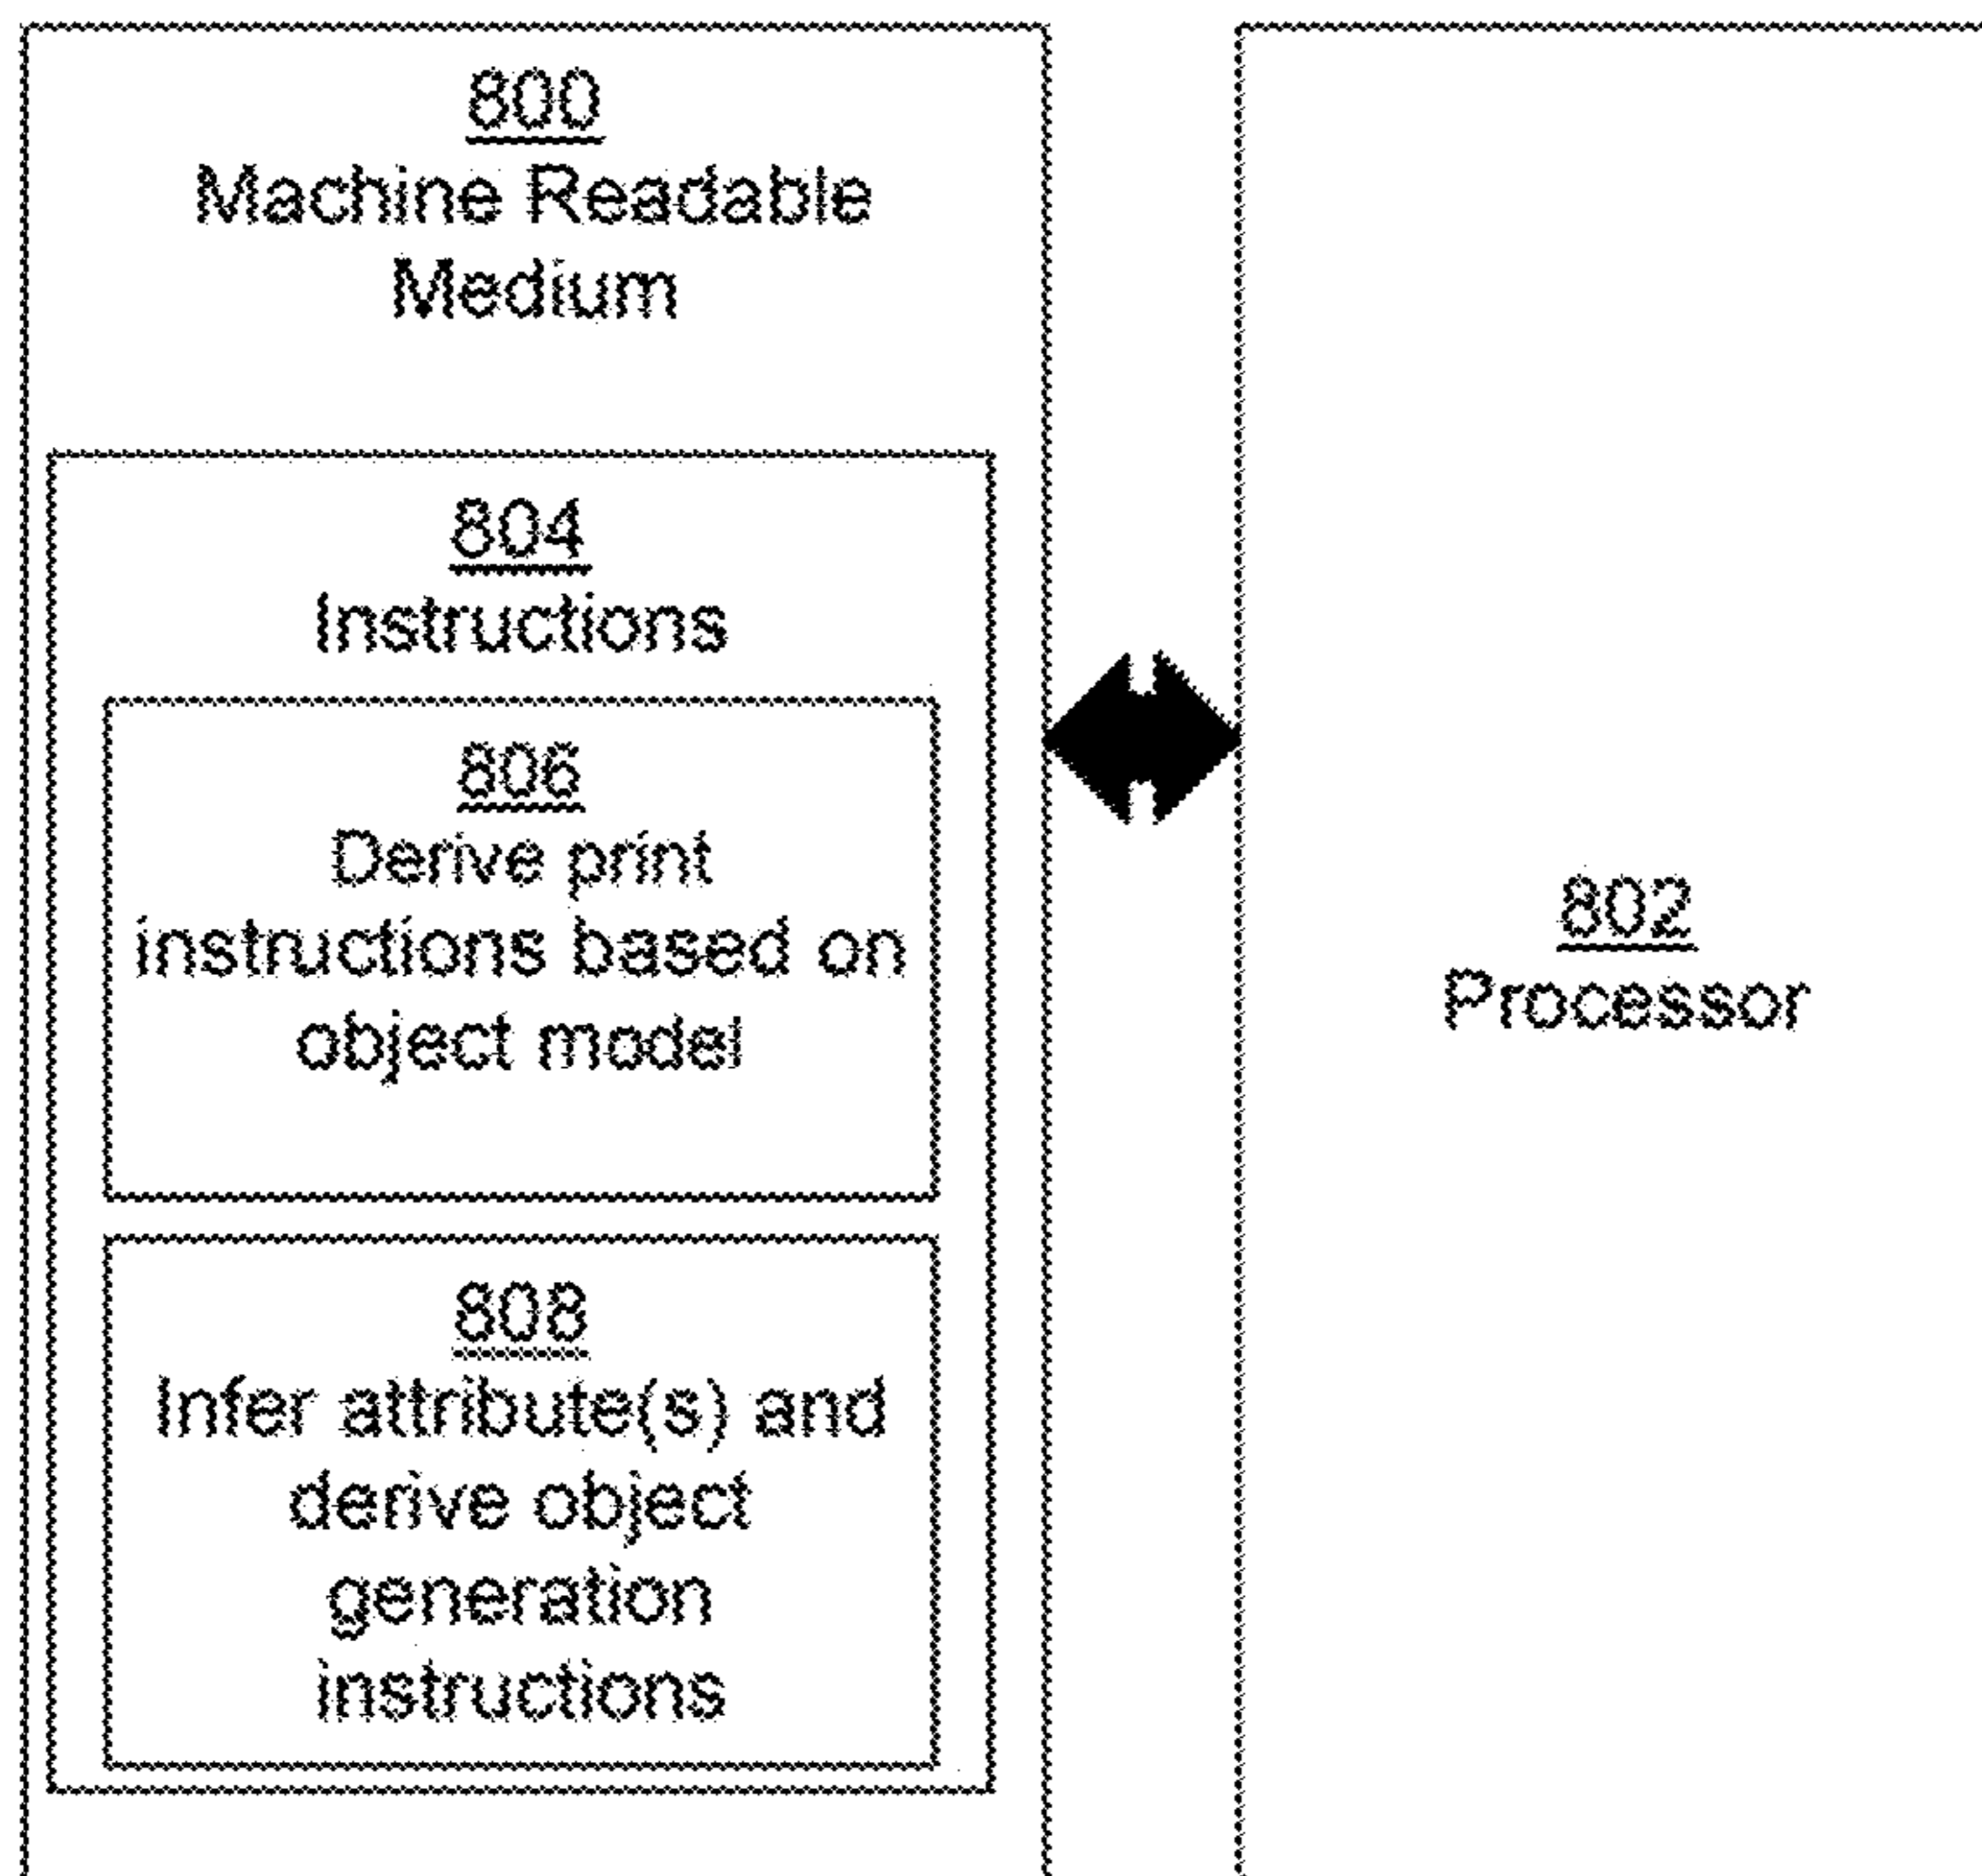 800
Machine Readable
Medium
804
Instructions
806
Derive print
instructions based on
object model
808
Infer attribute(s) and
derive object
generation
instructions
802
Processor